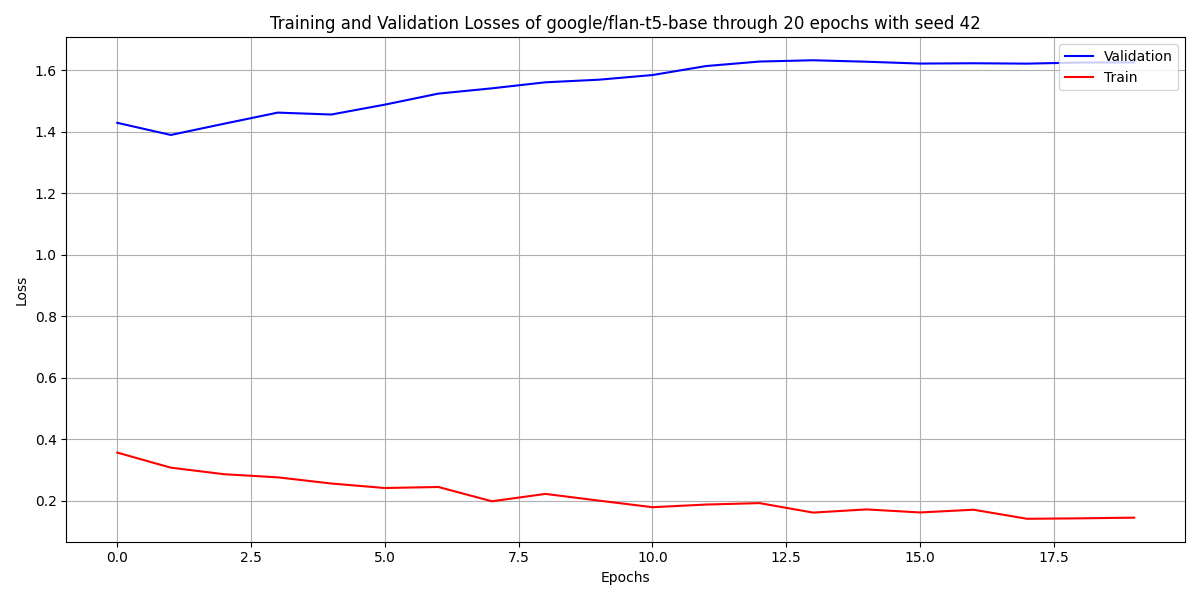 Training and Validation Losses of google/flan-t5-base through 20 epochs with seed 42
Validation
Train
1.6
1.4
1.2
1.0
0.8
0.6
0.4
0.2
Loss
0.0 2.5 5.0 7.5 10.0 12.5 15.0 17.5
Epochs